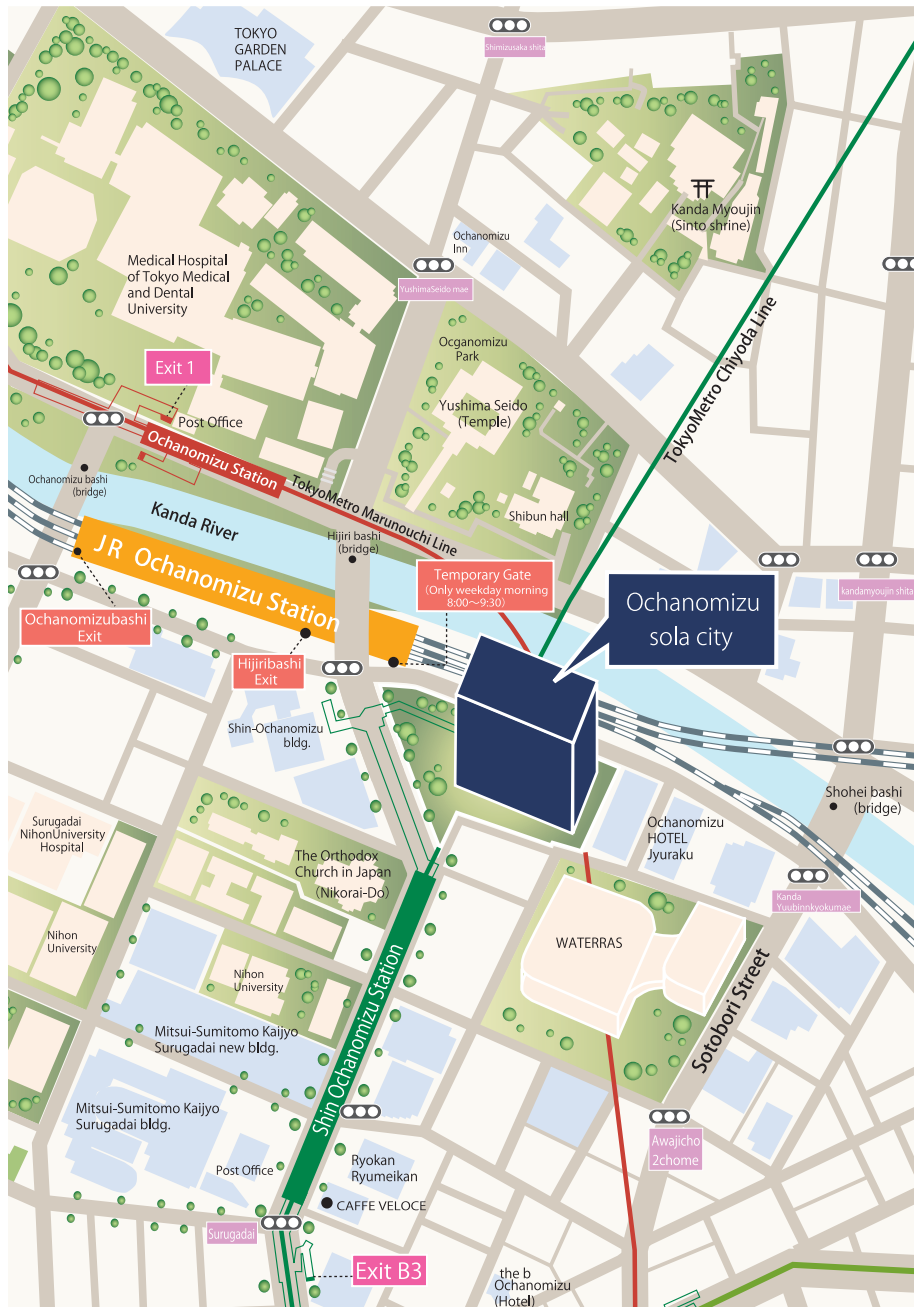 TOKYO
GARDEN
PALACE
Shimizusaka shita
Kanda Myoujin
(Sinto shrine)
Ochanomizu
Inn
YushimaSeido mae
Medical Hospital
of Tokyo Medical
and Dental
University
Exit 1
Post Office
Ocganomizu
Park
Yushima Seido
(Temple)
Shibun hall
TokyoMetro Chiyoda Line
Ochanomizu Station
TokyoMetro Marunouchi Line
Ochanomizu bashi
(bridge)
Kanda River
Hijiri bashi
(bridge)
JR Ochanomizu Station
Temporary Gate
(Only weekday morning
8:00~9:30)
kandamyoujin shita
Ochanomizu
sola city
Ochanomizubashi
Exit
Hijiribashi
Exit
Shin-Ochanomizu
bldg.
Shohei bashi
(bridge)
Surugadai
NihonUniversity
Hospital
Ochanomizu
HOTEL
Jyuraku
The Orthodox
Church in Japan
(Nikorai-Do)
Kanda
Yuubinnkyokumae
Nihon
University
WATERRAS
Nihon
University
Shin Ochanomizu Station
Sotobori Street
Mitsui-Sumitomo Kaijyo
Surugadai new bldg.
Mitsui-Sumitomo Kaijyo
Surugadai bldg.
Awajicho
2chome
Post Office
Ryokan
Ryumeikan
CAFFE VELOCE
Surugadai
Exit B3
the b
Ochanomizu
(Hotel)